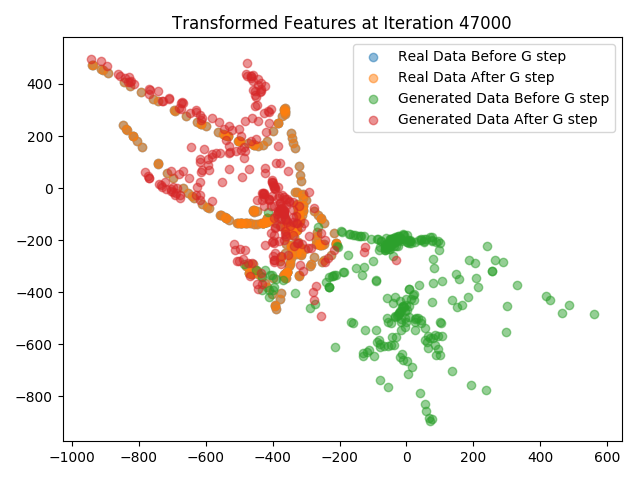 Transformed Features at Iteration 47000
Real Data Before G step
Real Data After G step
Generated Data Before G step
Generated Data After G step
400
200
0
−200
−400
−600
−800
−1000 −800 −600 −400 −200 0 200 400 600